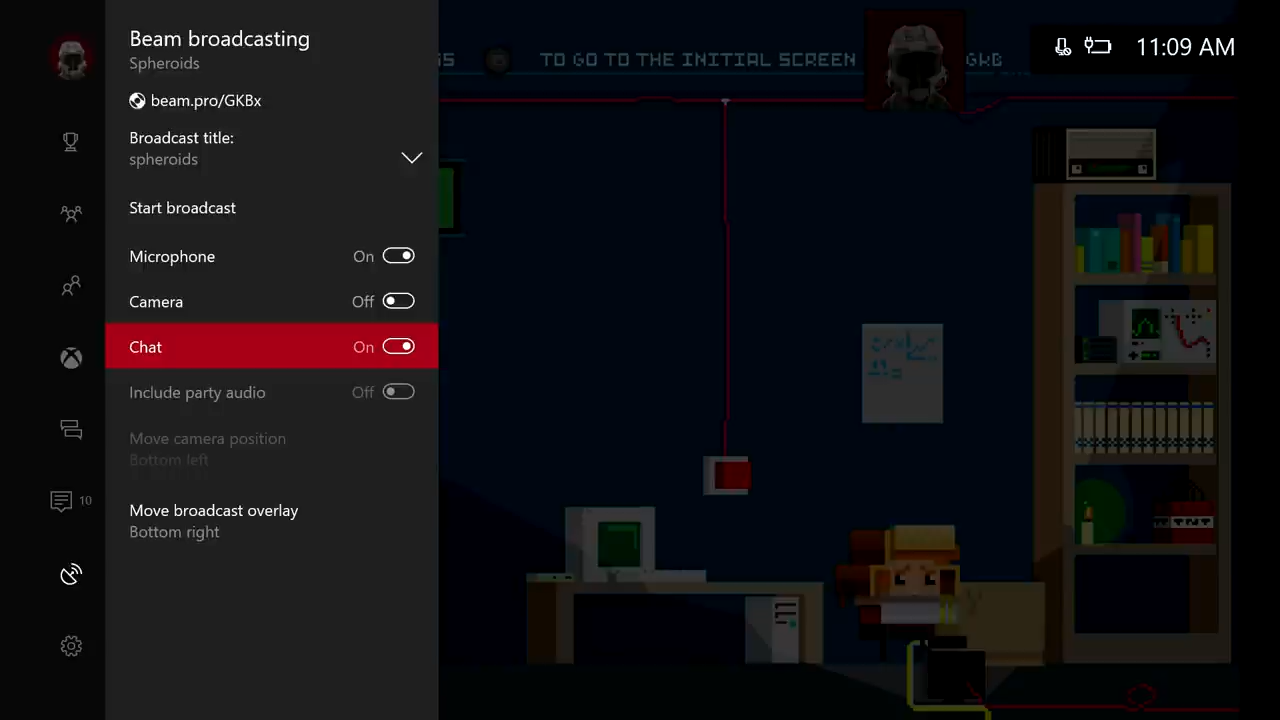 Beam broadcasting
Spheroids
beam.pro/GKBx
Broadcast title:
spheroids
Start broadcast
Microphone On
Camera Off
Chat On
Include party audio Off
Move camera position
Bottom left
Move broadcast overlay
Bottom right
10
TO GO TO THE INITIAL SCREEN
GKB
11:09 AM
TNT